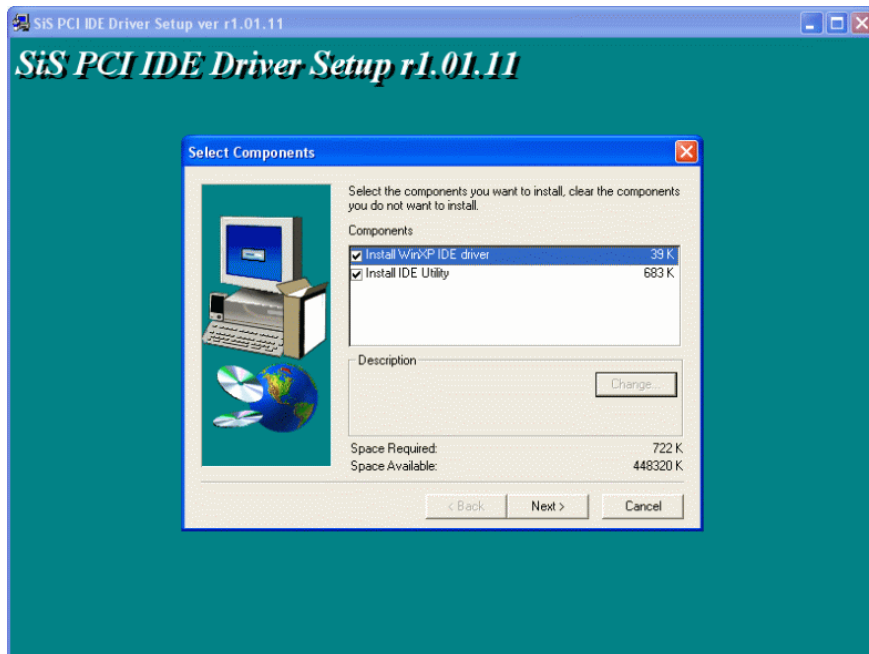 SiS PCI IDE Driver Setup ver r1.01.11
SiS PCI IDE Driver Setup r1.01.11
Select Components
Select the components you want to install, clear the components
you do not want to install.
Components
Install WinXP IDE driver 39 K
Install IDE Utility 683 K
Description
Change...
Space Required: 722 K
Space Available: 448320 K
< Back Next > Cancel